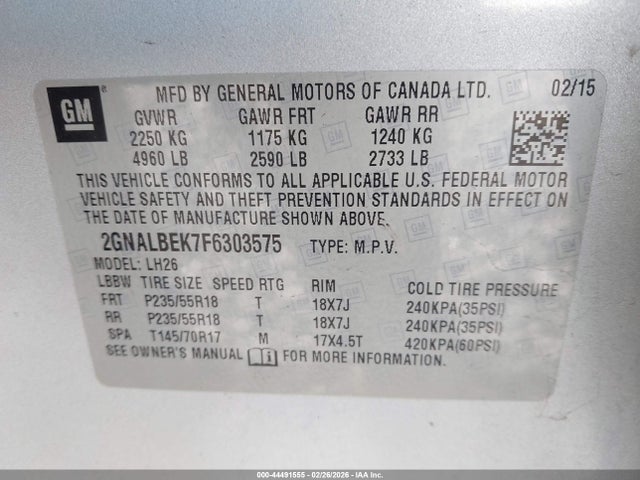 GM MFD BY GENERAL MOTORS OF CANADA LTD. 02/15
GVWR GAWR FRT GAWR RR
2250 KG 1175 KG 1240 KG
4960 LB 2590 LB 2733 LB
THIS VEHICLE CONFORMS TO ALL APPLICABLE U.S. FEDERAL MOTOR
VEHICLE SAFETY AND THEFT PREVENTION STANDARDS IN EFFECT ON
THE DATE OF MANUFACTURE SHOWN ABOVE.
2GNALBEK7F6303575 TYPE: M.P.V.
MODEL: LH26
LBBW TIRE SIZE SPEED RTG RIM COLD TIRE PRESSURE
FRT P235/55R18 T 18X7J 240KPA(35PSI)
RR P235/55R18 T 18X7J 240KPA(35PSI)
SPA T145/70R17 M 17X4.5T 420KPA(60PSI)
SEE OWNER'S MANUAL FOR MORE INFORMATION.
000-44491555 - 02/26/2026 - IAAI.com